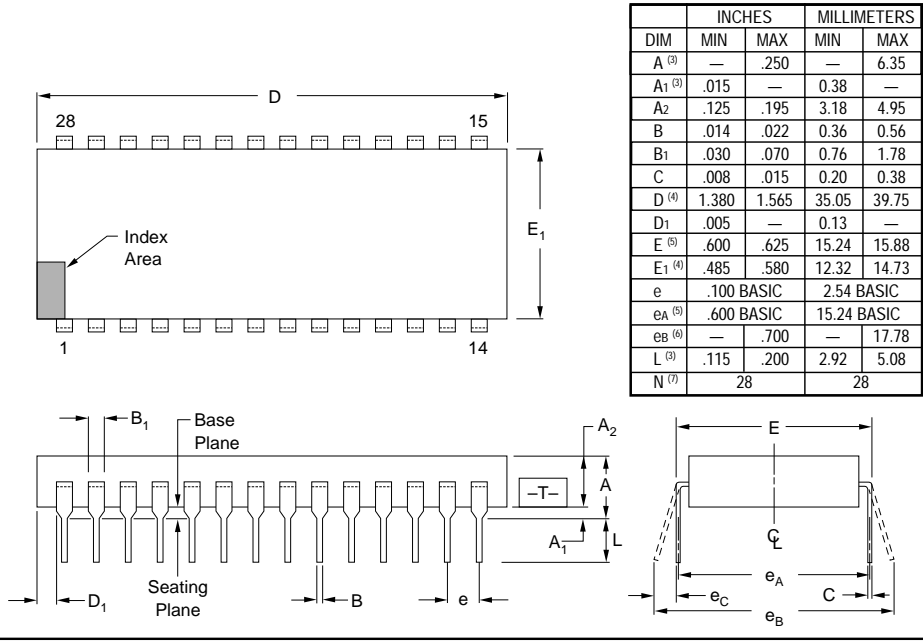 INCHES MILLIMETERS
DIM MIN MAX MIN MAX
A (3) — .250 — 6.35
A1 (3) .015 — 0.38 —
A2 .125 .195 3.18 4.95
B .014 .022 0.36 0.56
B1 .030 .070 0.76 1.78
C .008 .015 0.20 0.38
D (4) 1.380 1.565 35.05 39.75
D1 .005 — 0.13 —
E (5) .600 .625 15.24 15.88
E1 (4) .485 .580 12.32 14.73
e .100 BASIC 2.54 BASIC
eA (5) .600 BASIC 15.24 BASIC
eB (6) — .700 — 17.78
L (3) .115 .200 2.92 5.08
N (7) 28 28
D
28 15
E1
Index
Area
1 14
B1
Base
Plane
A2
–T–
A
A1
L
Seating
Plane
D1
B
e
E
CL
eA
eC
C
eB